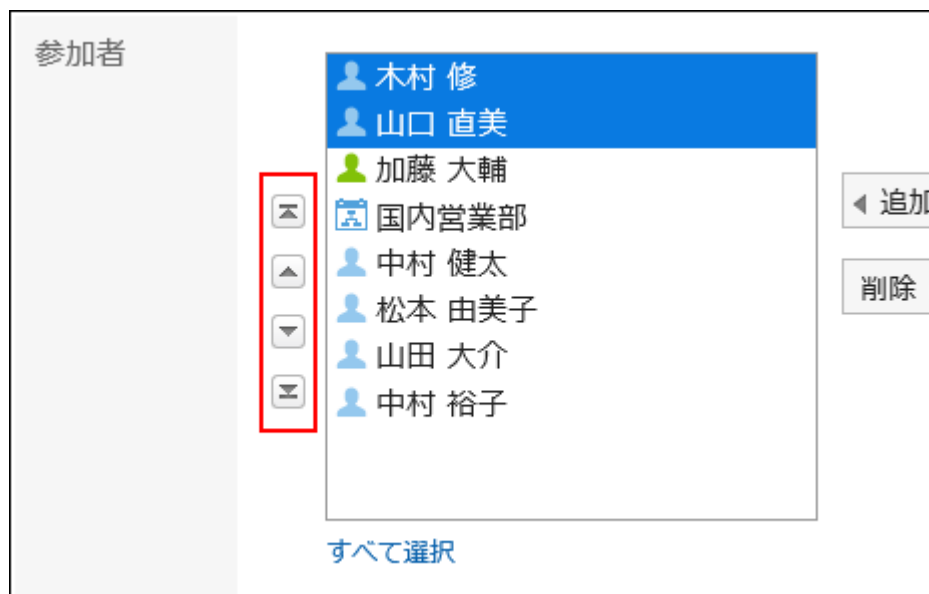 参加者
木村 修
山口 直美
加藤 大輔
国内営業部
中村 健太
松本 由美子
山田 大介
中村 裕子
追加
削除
すべて選択